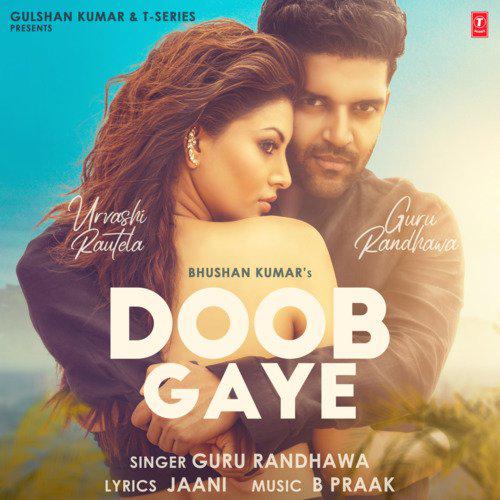 GULSHAN KUMAR & T-SERIES
PRESENTS
T-SERIES
Urvashi
Rautela
Guru
Randhawa
BHUSHAN KUMAR's
DOOB
GAYE
SINGER GURU RANDHAWA
LYRICS JAANI MUSIC B PRAAK